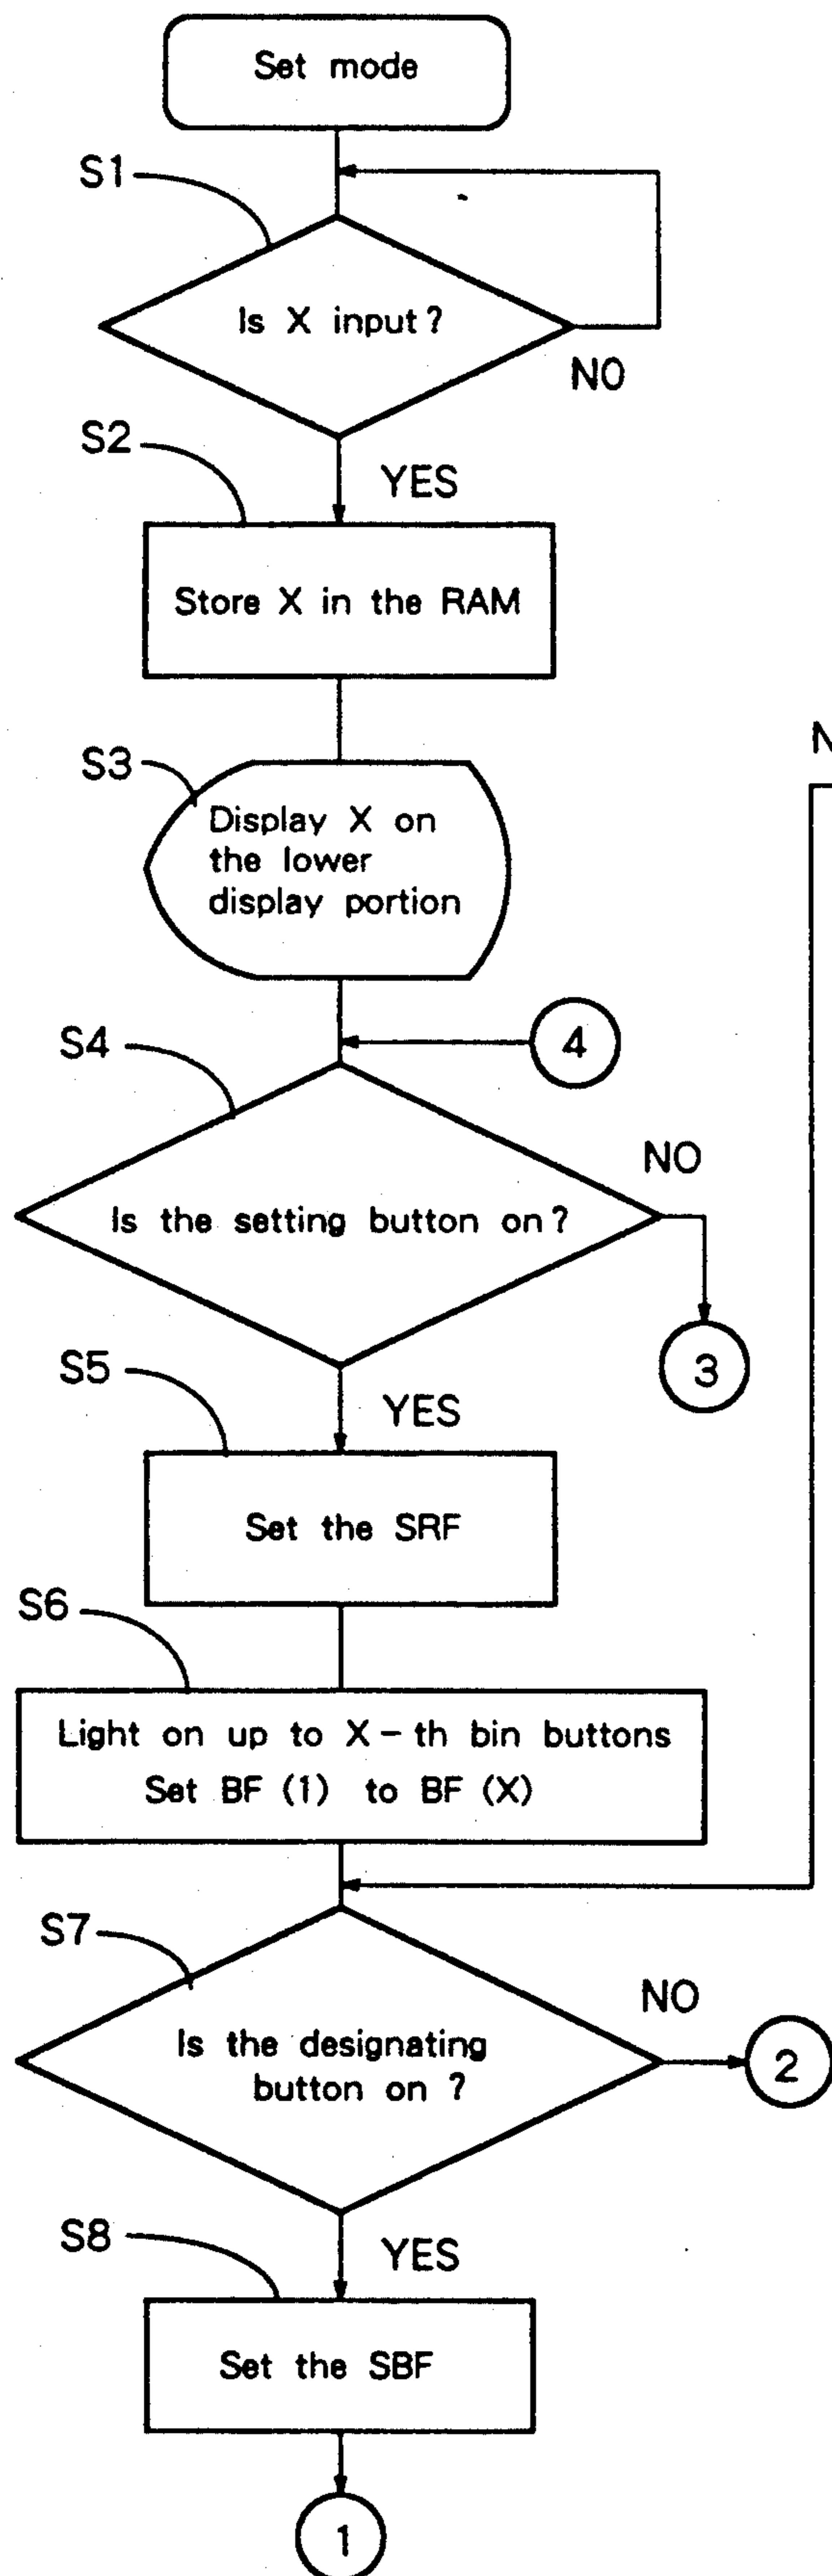 Set mode
S1
Is X input?
NO
S2
YES
Store X in the RAM
S3
Display X on
the lower
display portion
S4
4
NO
Is the setting button on?
3
S5
YES
Set the SRF
S6
Light on up to X-th bin buttons
Set BF (1) to BF (X)
S7
NO
Is the designating
button on ?
2
S8
YES
Set the SBF
1